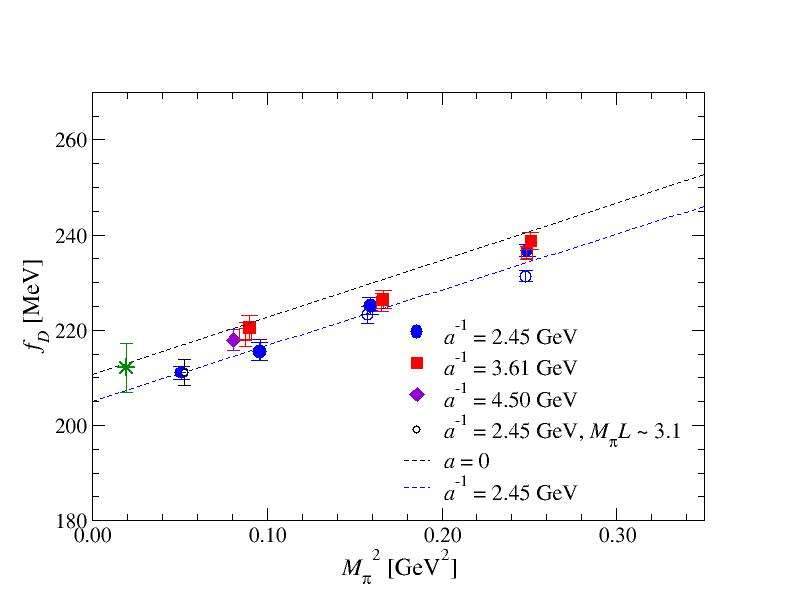 260
240
220
200
180
f_D [MeV]
a^-1 = 2.45 GeV
a^-1 = 3.61 GeV
a^-1 = 4.50 GeV
a^-1 = 2.45 GeV, M_πL ~ 3.1
a = 0
a^-1 = 2.45 GeV
0.00 0.10 0.20 0.30
M_π^2 [GeV^2]